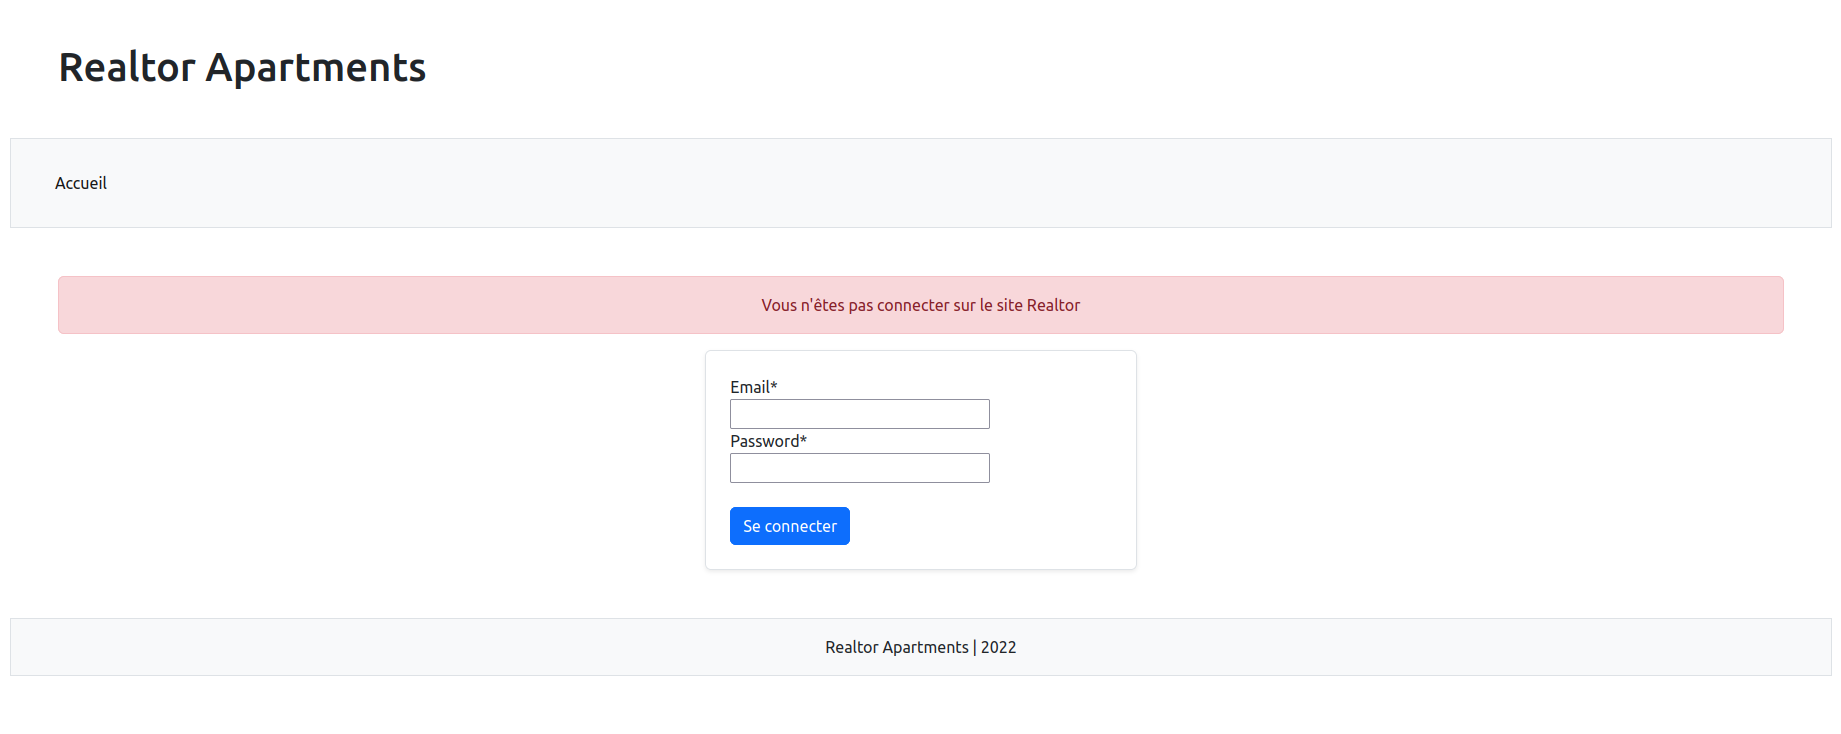 Realtor Apartments
Accueil
Vous n'êtes pas connecter sur le site Realtor
Email*
Password*
Se connecter
Realtor Apartments | 2022